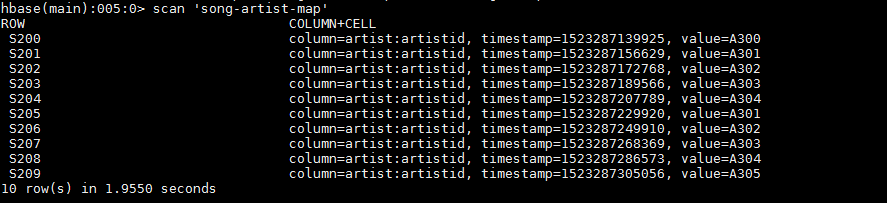 hbase(main):005:0> scan 'song-artist-map'
ROW COLUMN+CELL
S200 column=artist:artistid, timestamp=1523287139925, value=A300
S201 column=artist:artistid, timestamp=1523287156629, value=A301
S202 column=artist:artistid, timestamp=1523287172768, value=A302
S203 column=artist:artistid, timestamp=1523287189566, value=A303
S204 column=artist:artistid, timestamp=1523287207789, value=A304
S205 column=artist:artistid, timestamp=1523287229920, value=A301
S206 column=artist:artistid, timestamp=1523287249910, value=A302
S207 column=artist:artistid, timestamp=1523287268369, value=A303
S208 column=artist:artistid, timestamp=1523287286573, value=A304
S209 column=artist:artistid, timestamp=1523287305056, value=A305
10 row(s) in 1.9550 seconds